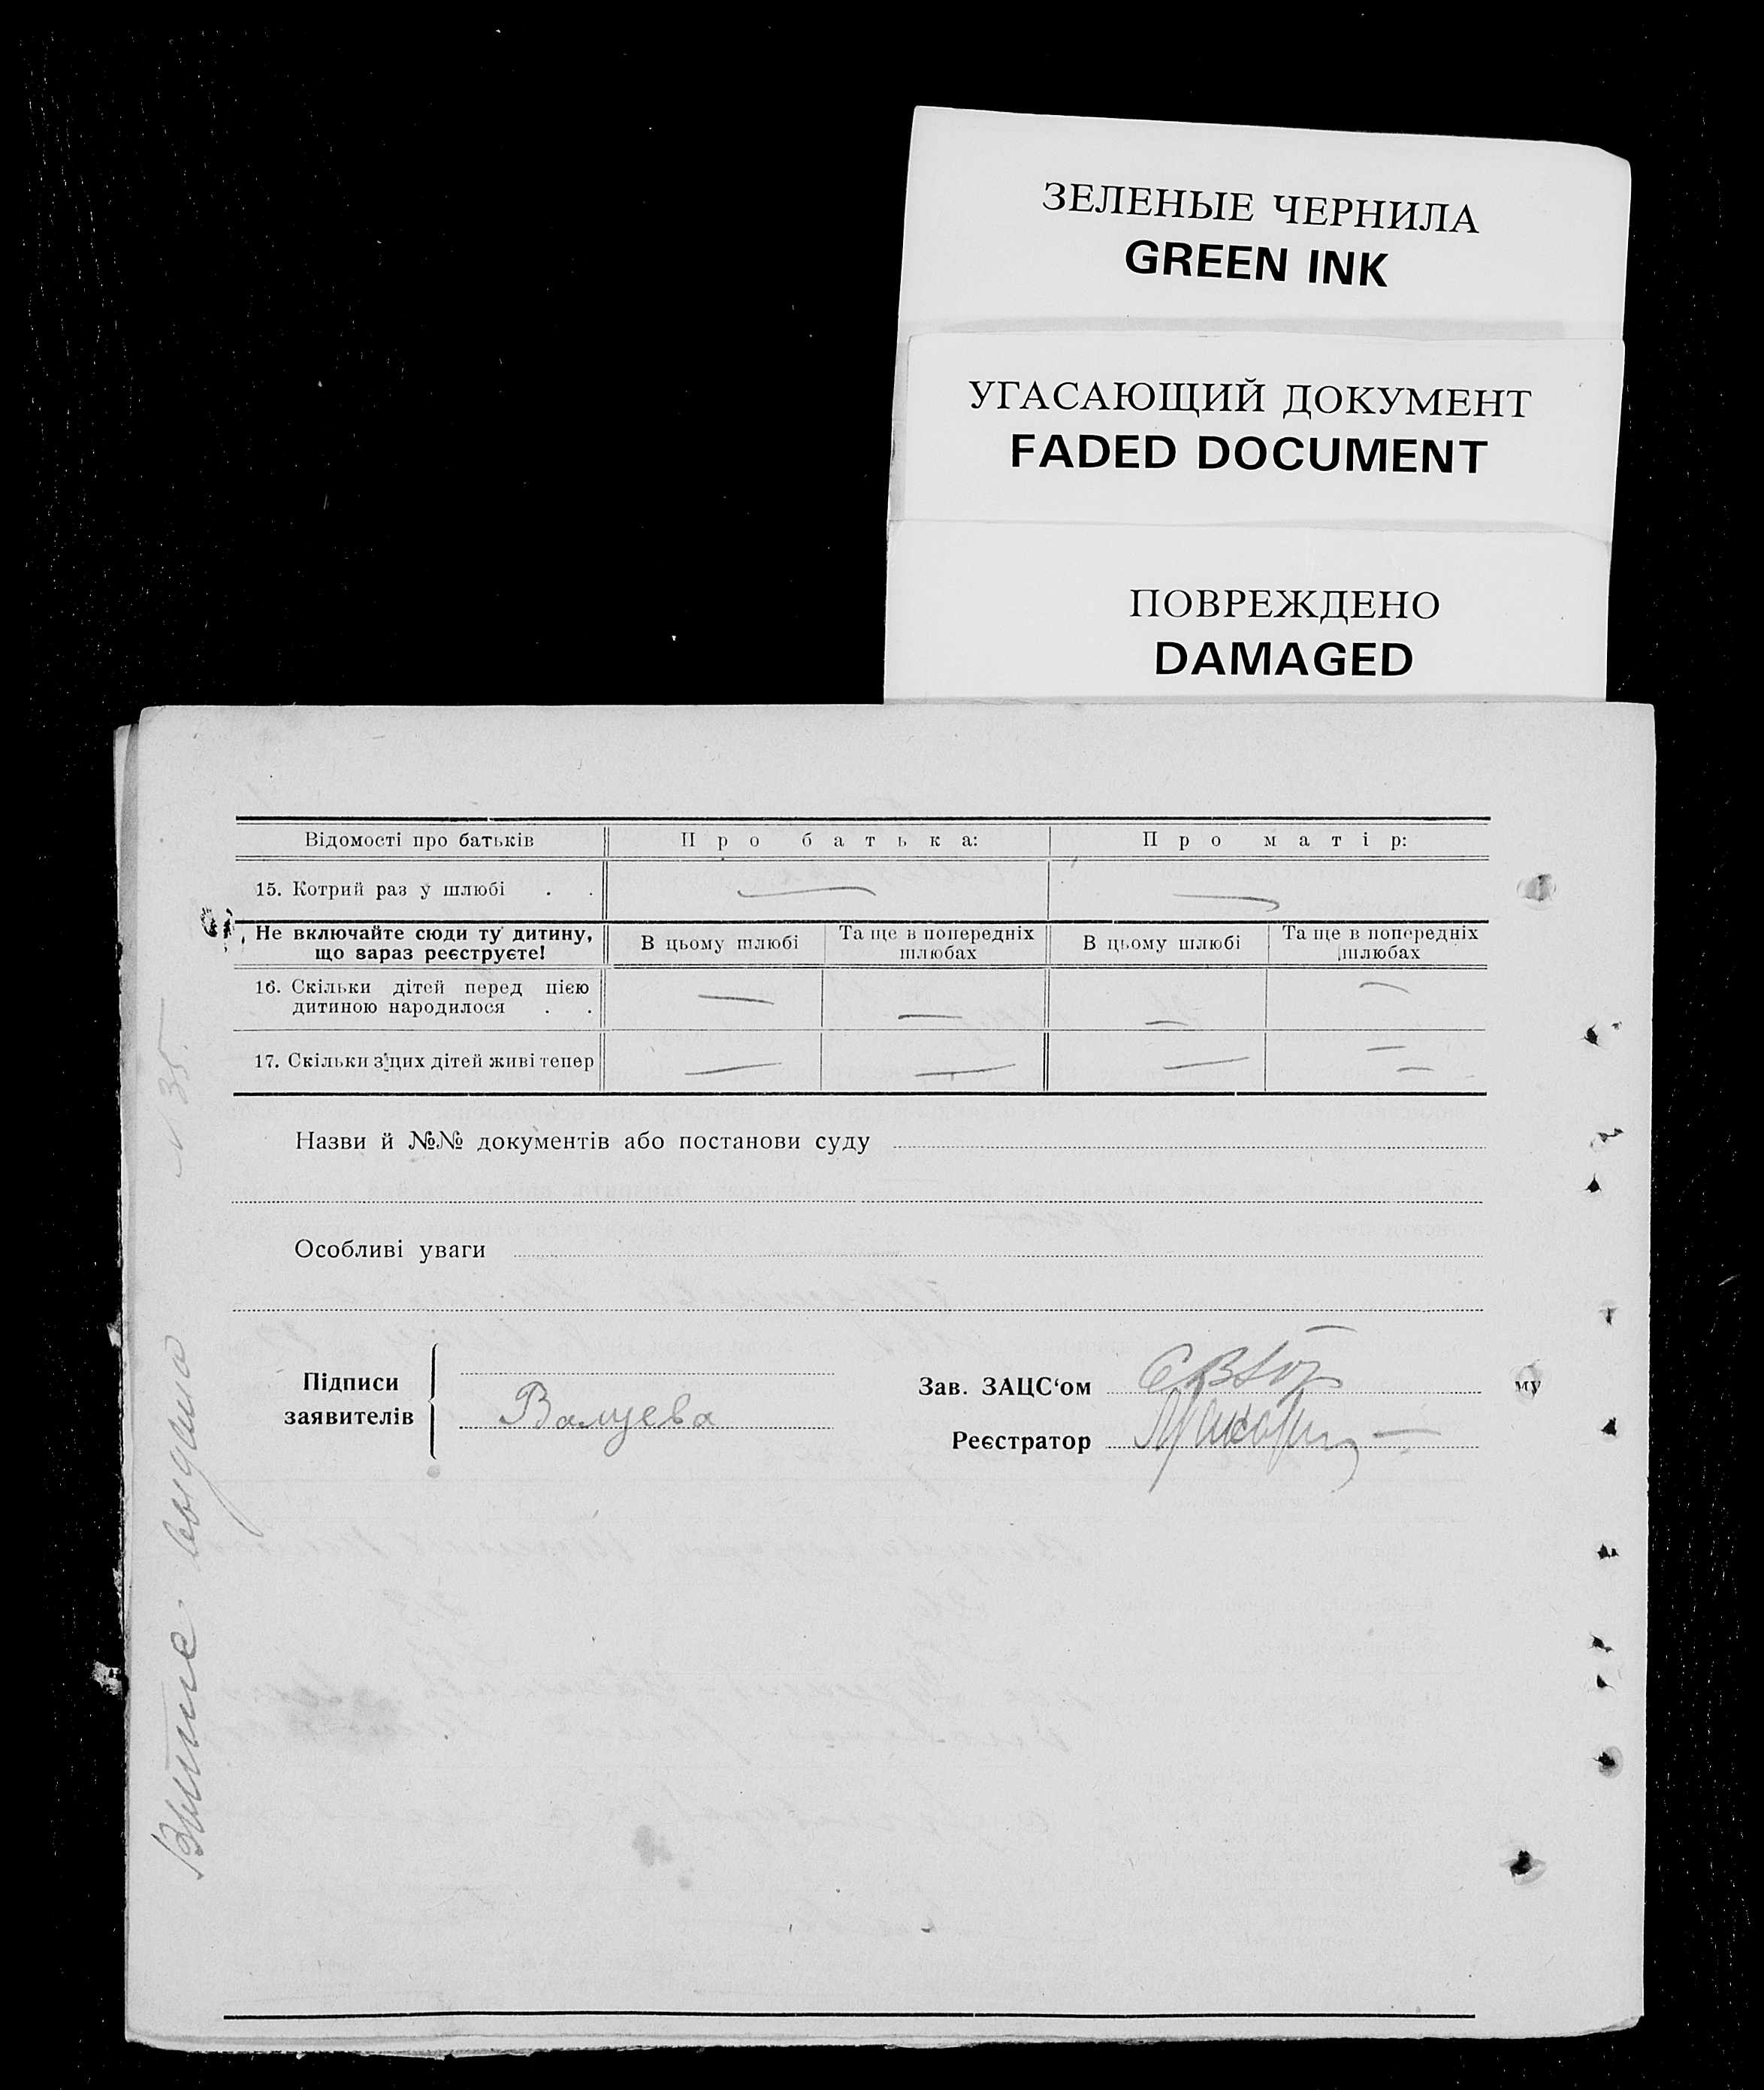 ЗЕЛЕНЫЕ ЧЕРНИЛА
GREEN INK
УГАСАЮЩИЙ ДОКУМЕНТ
FADED DOCUMENT
ПОВРЕЖДЕНО
DAMAGED
Відомості про батьків Про батька: Про матір:
15. Котрий раз у шлюбі . . — —
Не включайте сюди ту дитину, що зараз реєструєте! В цьому шлюбі Та ще в попередніх шлюбах В цьому шлюбі Та ще в попередніх шлюбах
16. Скільки дітей перед цією
дитиною народилося . . — — — —
17. Скільки з цих дітей живі тепер — — — —
Назви й №№ документів або постанови суду
Особливі уваги
Підписи
заявителів
Валуева
Зав. ЗАЦС‘ом
Реєстратор
му
N 35
выдана